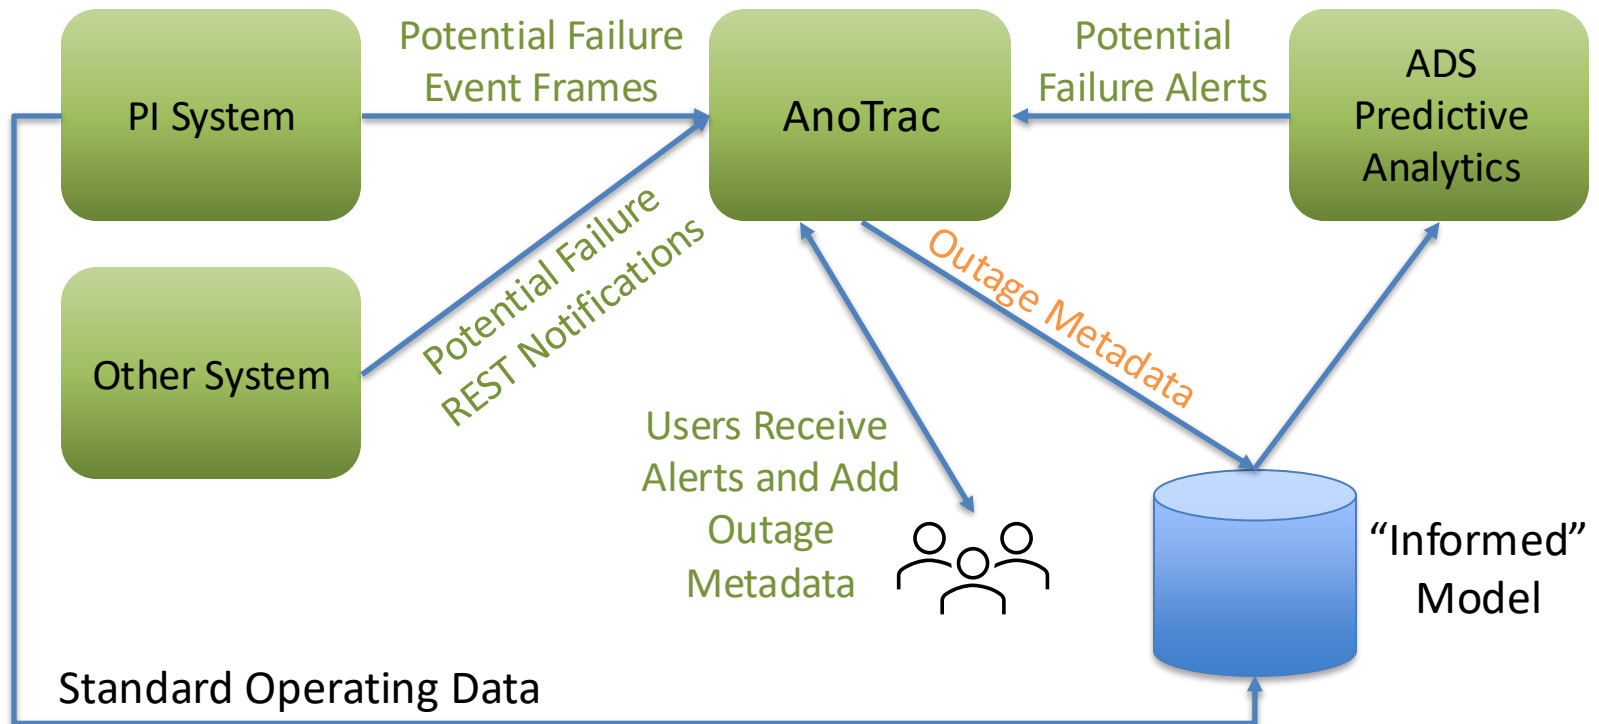 PI System
Potential Failure
Event Frames
AnoTrac
Potential
Failure Alerts
ADS
Predictive
Analytics
Other System
Potential Failure
REST Notifications
Outage Metadata
Users Receive
Alerts and Add
Outage
Metadata
“Informed”
Model
Standard Operating Data